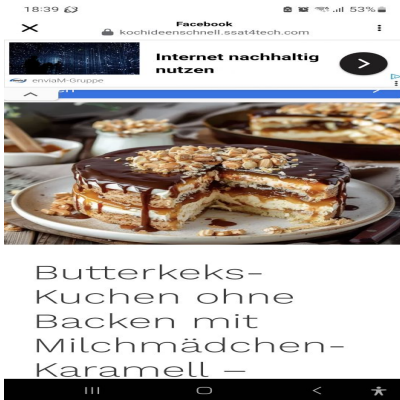 18:39 53%
Facebook
kochideenschnell.ssat4tech.com
Internet nachhaltig
nutzen
enviaM-Gruppe
Butterkeks-
Kuchen ohne
Backen mit
Milchmädchen-
Karamell –